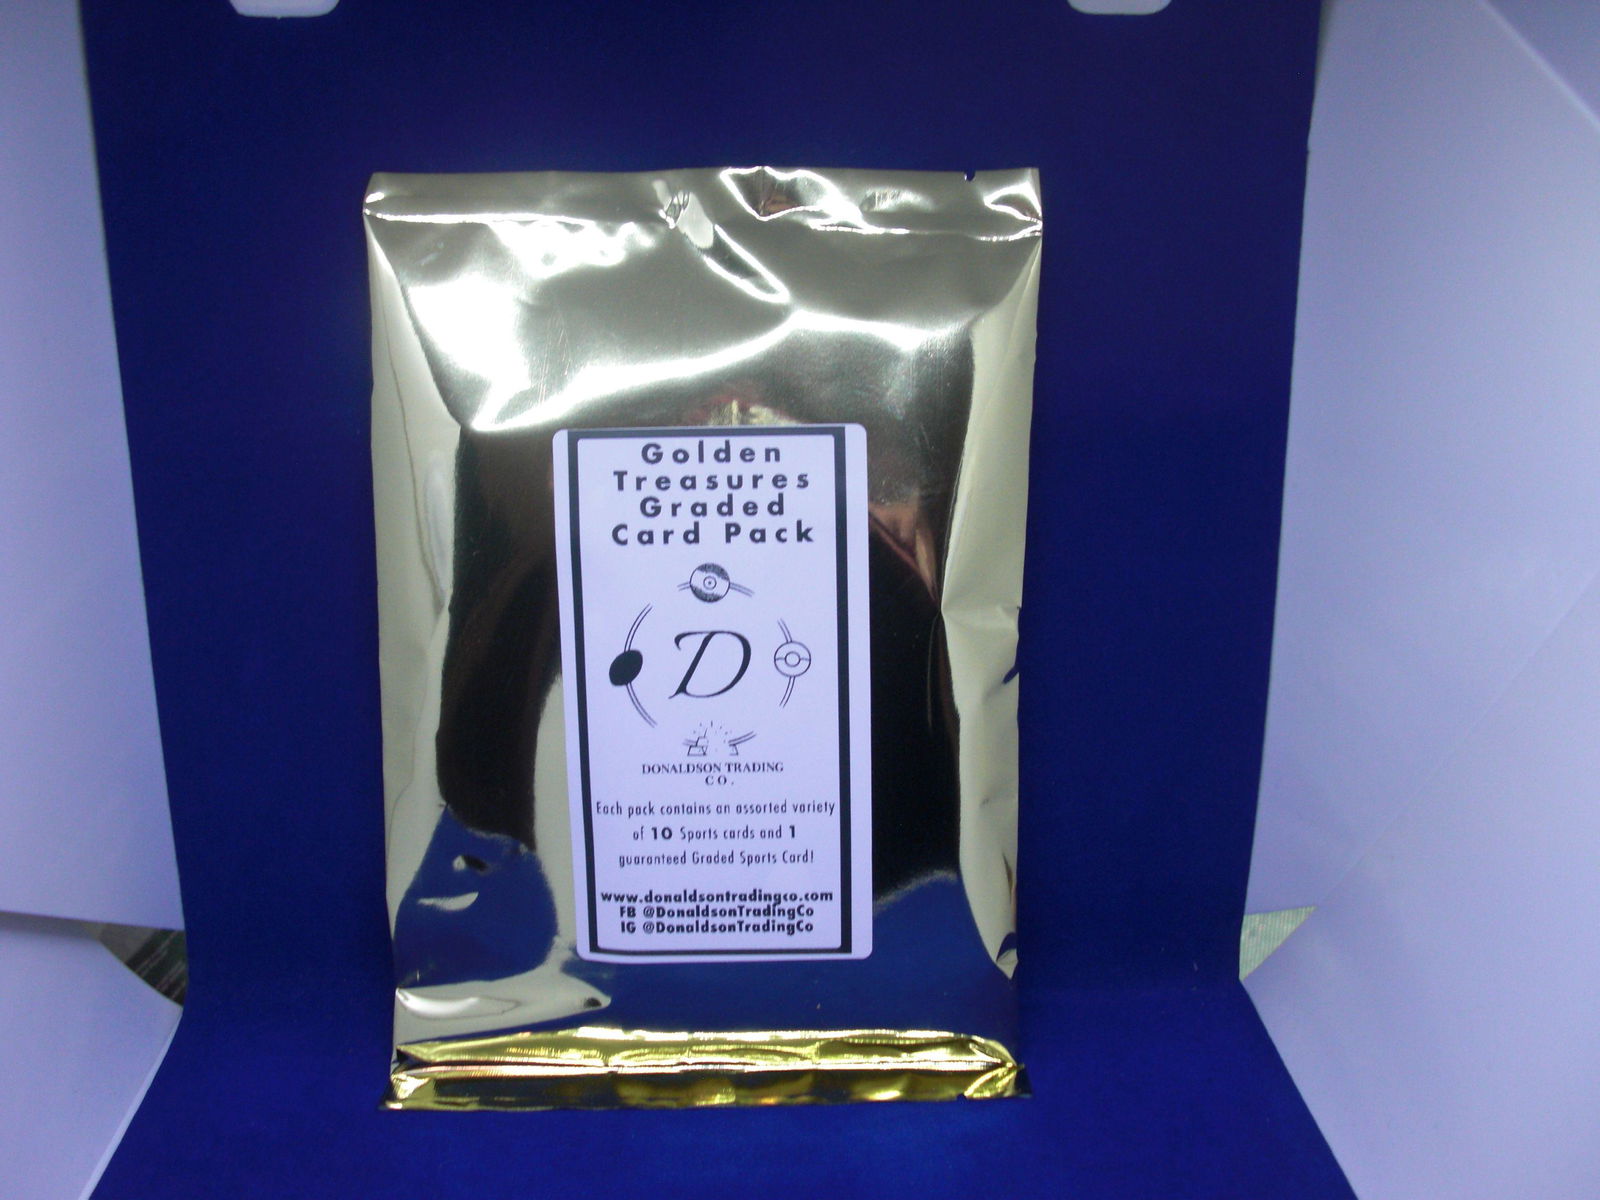 Golden
Treasures
Graded
Card Pack
D
DONALDSON TRADING
CO.
Each pack contains an assorted variety
of 10 Sports cards and 1
guaranteed Graded Sports Card!
www.donaldsontradingco.com
FB @DonaldsonTradingCo
IG @DonaldsonTradingCo